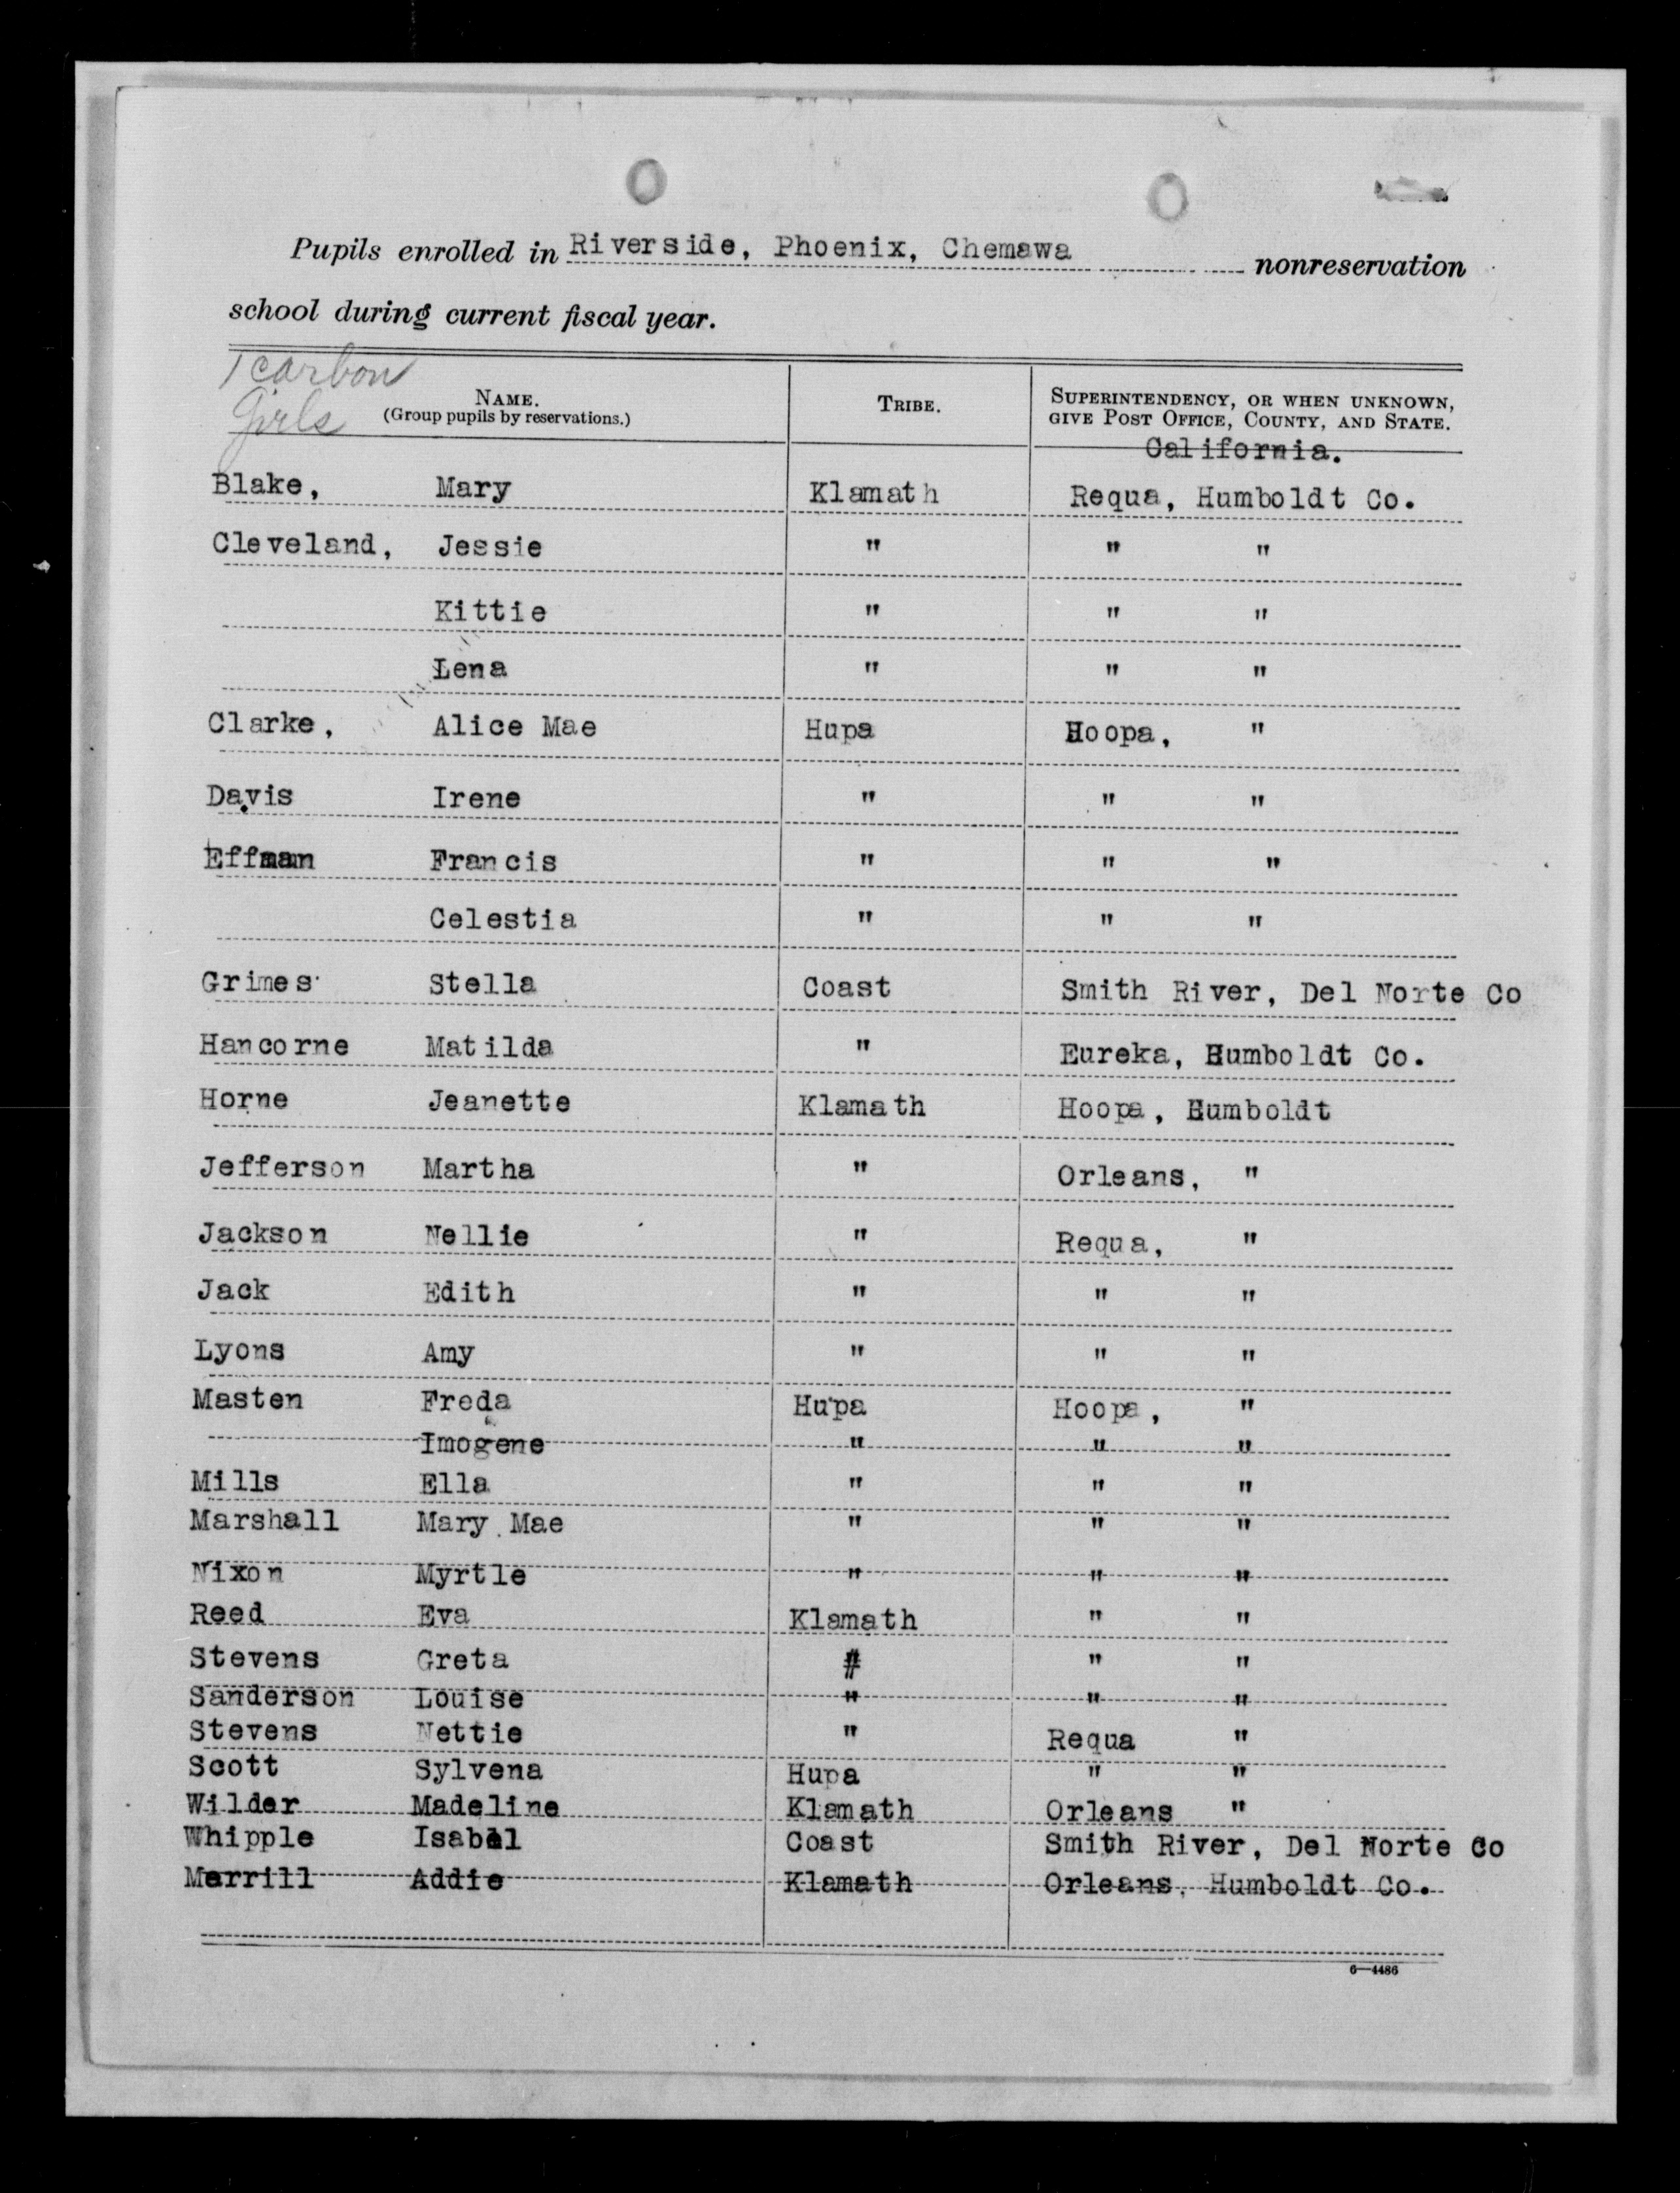 Pupils enrolled in Riverside, Phoenix, Chemawa nonreservation
school during current fiscal year.
1 carbon
Girls
NAME.
(Group pupils by reservations.)
TRIBE.
SUPERINTENDENCY, OR WHEN UNKNOWN,
GIVE POST OFFICE, COUNTY, AND STATE.
California.
Blake, Mary Klamath Requa, Humboldt Co.
Cleveland, Jessie " " "
Kittie " " "
Lena " " "
Clarke, Alice Mae Hupa Hoopa, "
Davis Irene " " "
Effman Francis " " "
Celestia " " "
Grimes Stella Coast Smith River, Del Norte Co
Hancorne Matilda " Eureka, Humboldt Co.
Horne Jeanette Klamath Hoopa, Humboldt
Jefferson Martha " Orleans, "
Jackson Nellie " Requa, "
Jack Edith " " "
Lyons Amy " " "
Masten Freda Hupa Hoopa, "
Imogene " " "
Mills Ella " " "
Marshall Mary Mae " " "
Nixon Myrtle " " "
Reed Eva Klamath " "
Stevens Greta # " "
Sanderson Louise " " "
Stevens Nettie " Requa "
Scott Sylvena Hupa " "
Wilder Madeline Klamath Orleans "
Whipple Isabel Coast Smith River, Del Norte Co
Merrill Addie Klamath Orleans, Humboldt Co.
6—4486